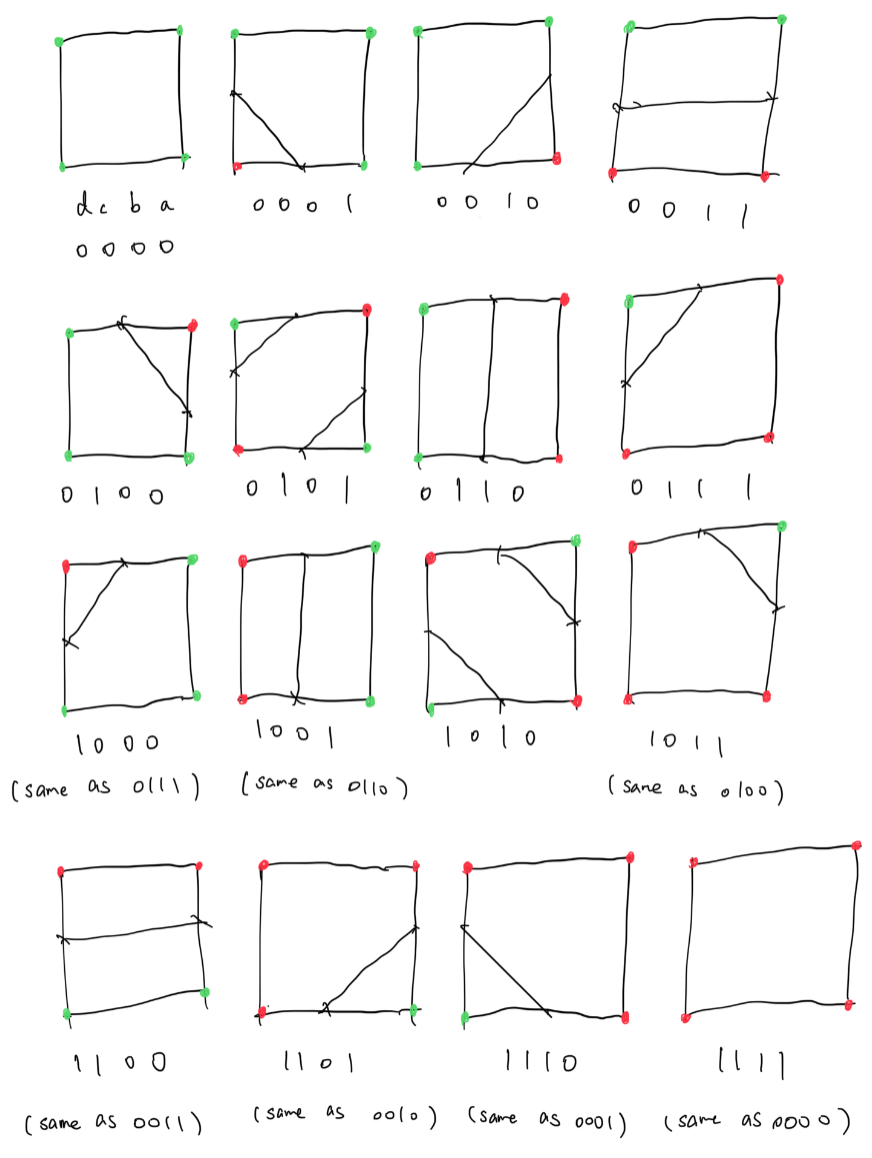 d c b a
0 0 0 0
0 0 0 1
0 0 1 0
0 0 1 1
0 1 0 0
0 1 0 1
0 1 1 0
0 1 1 1
1 0 0 0
(same as 0111)
1 0 0 1
(same as 0110)
1 0 1 0
1 0 1 1
(same as 0100)
1 1 0 0
(same as 0011)
1 1 0 1
(same as 0010)
1 1 1 0
(same as 0001)
1 1 1 1
(same as 0000)